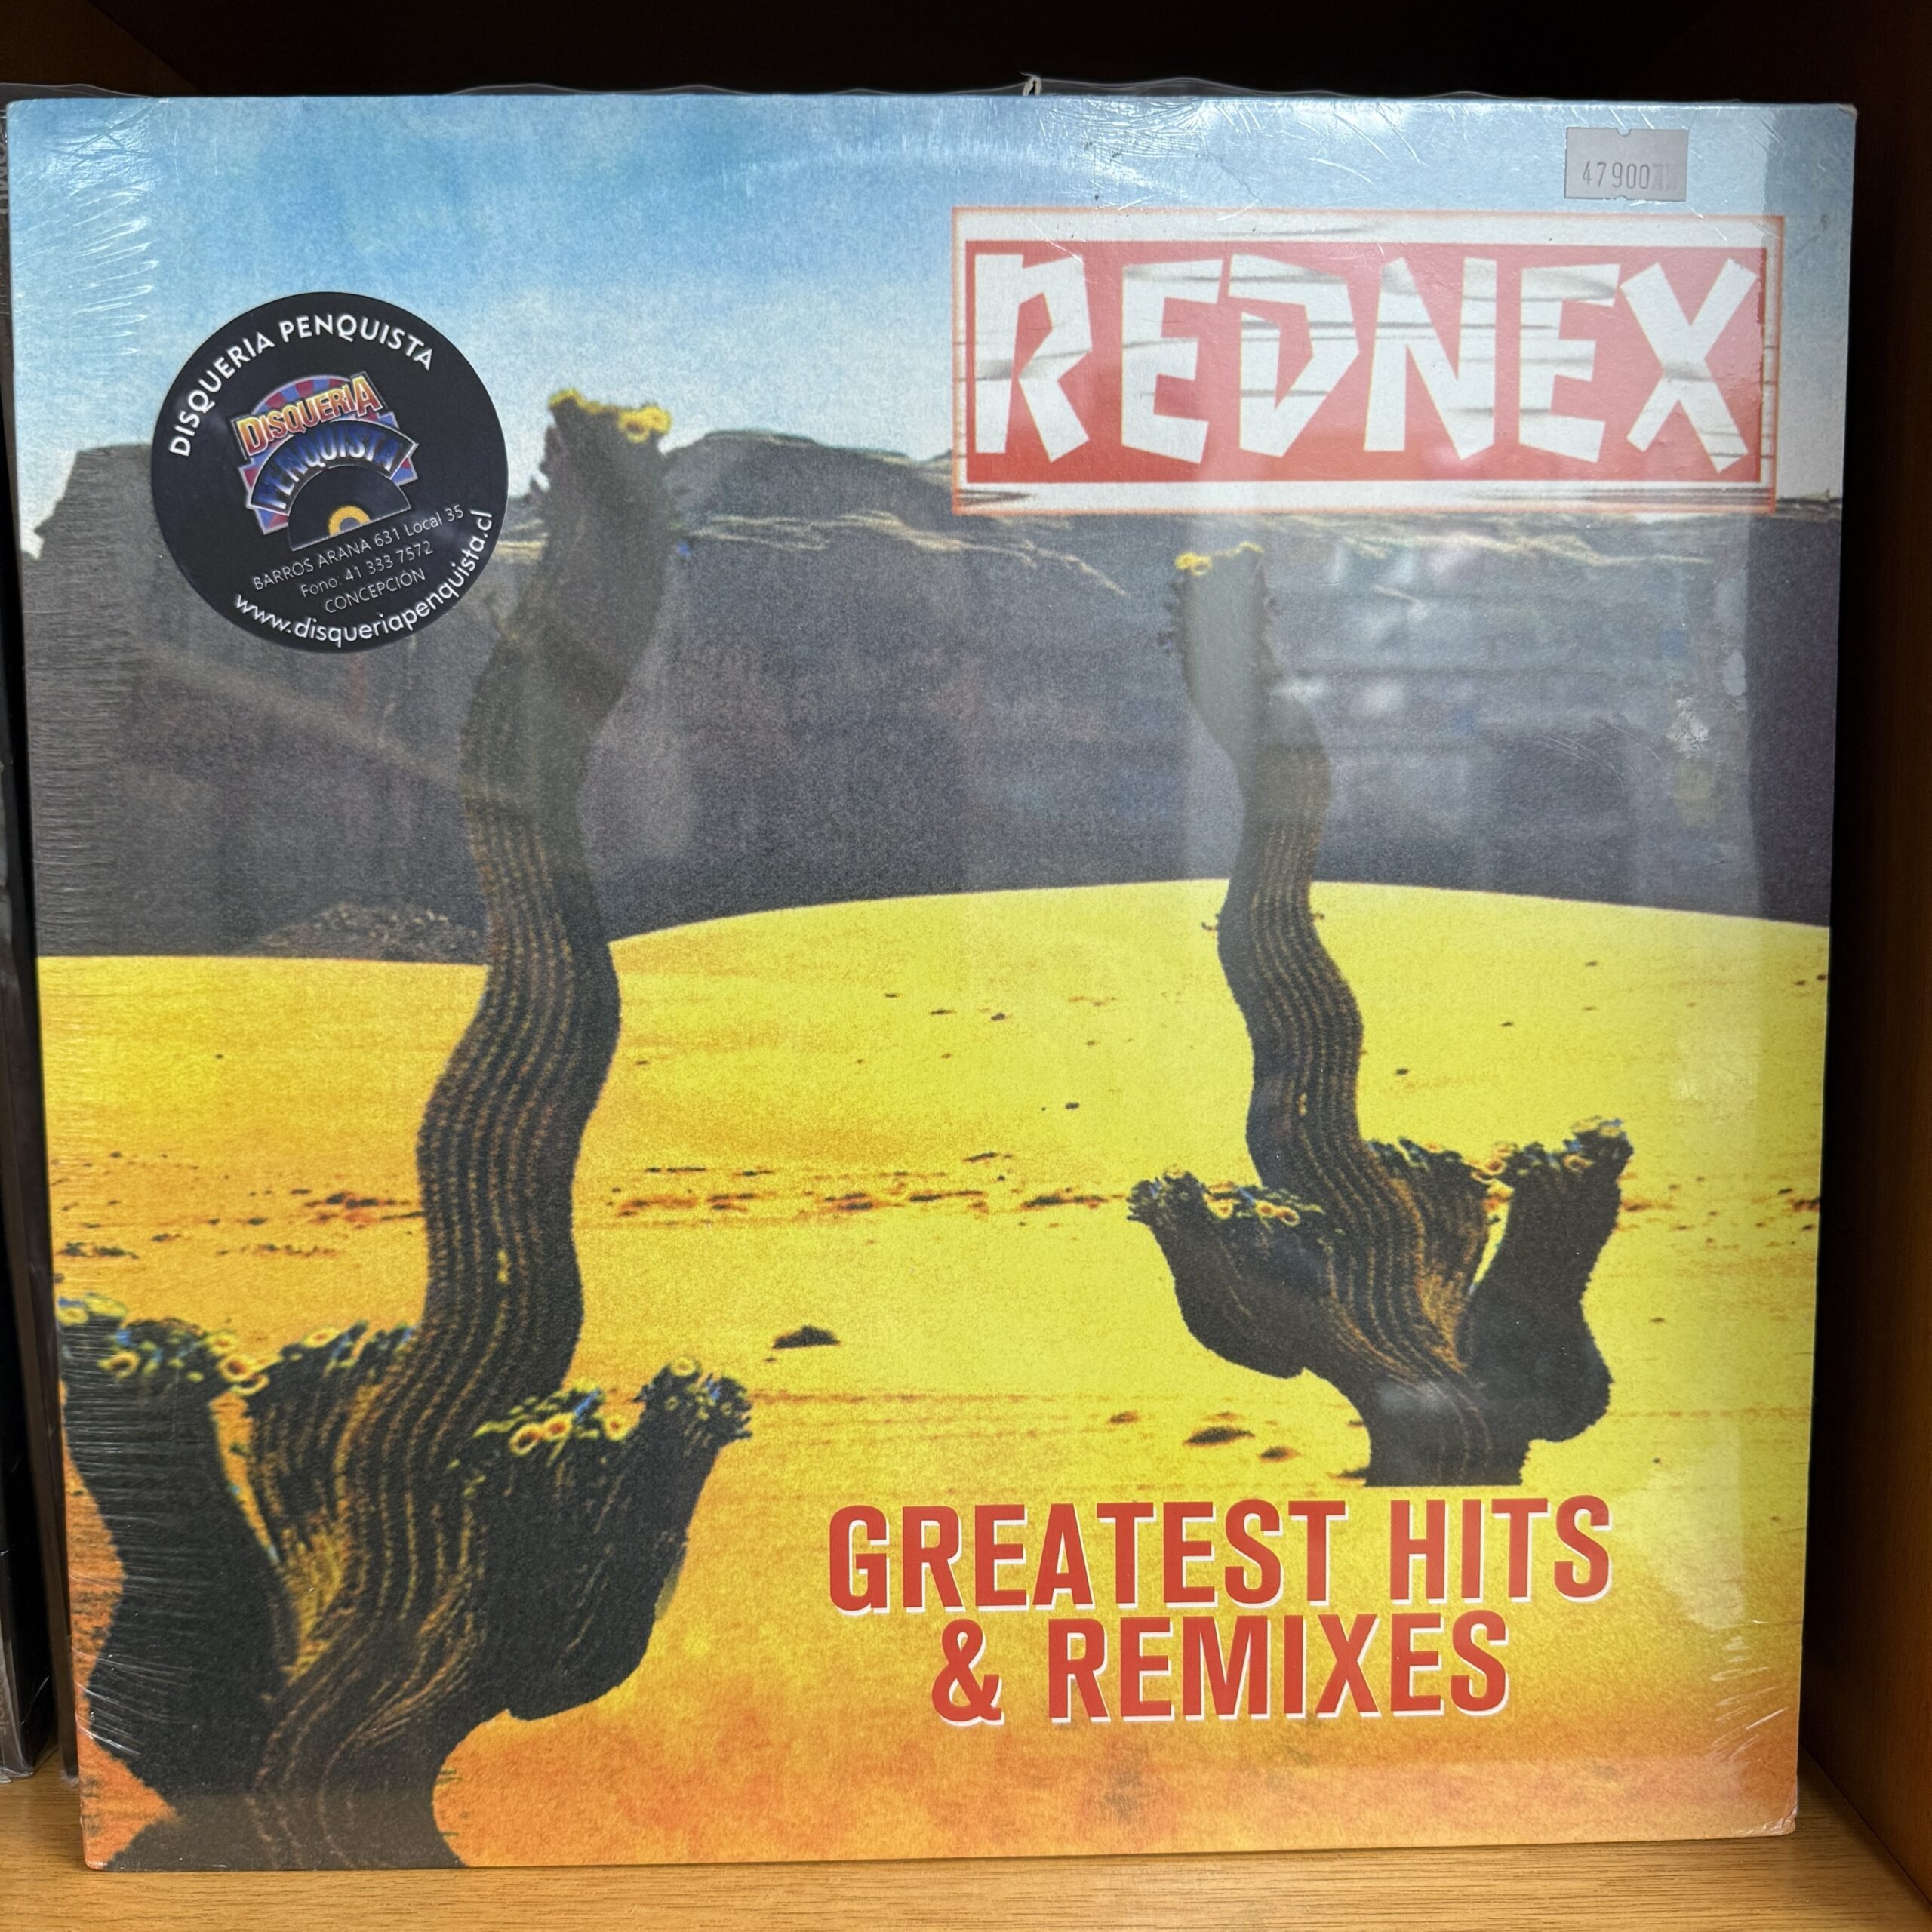 47900
REDNEX
DISQUERIA PENQUISTA
DISQUERIA
PENQUISTA
BARROS ARANA 631 Local 35
Fono: 41 333 7572
CONCEPCIÓN
www.disqueriapenquista.cl
GREATEST HITS
& REMIXES